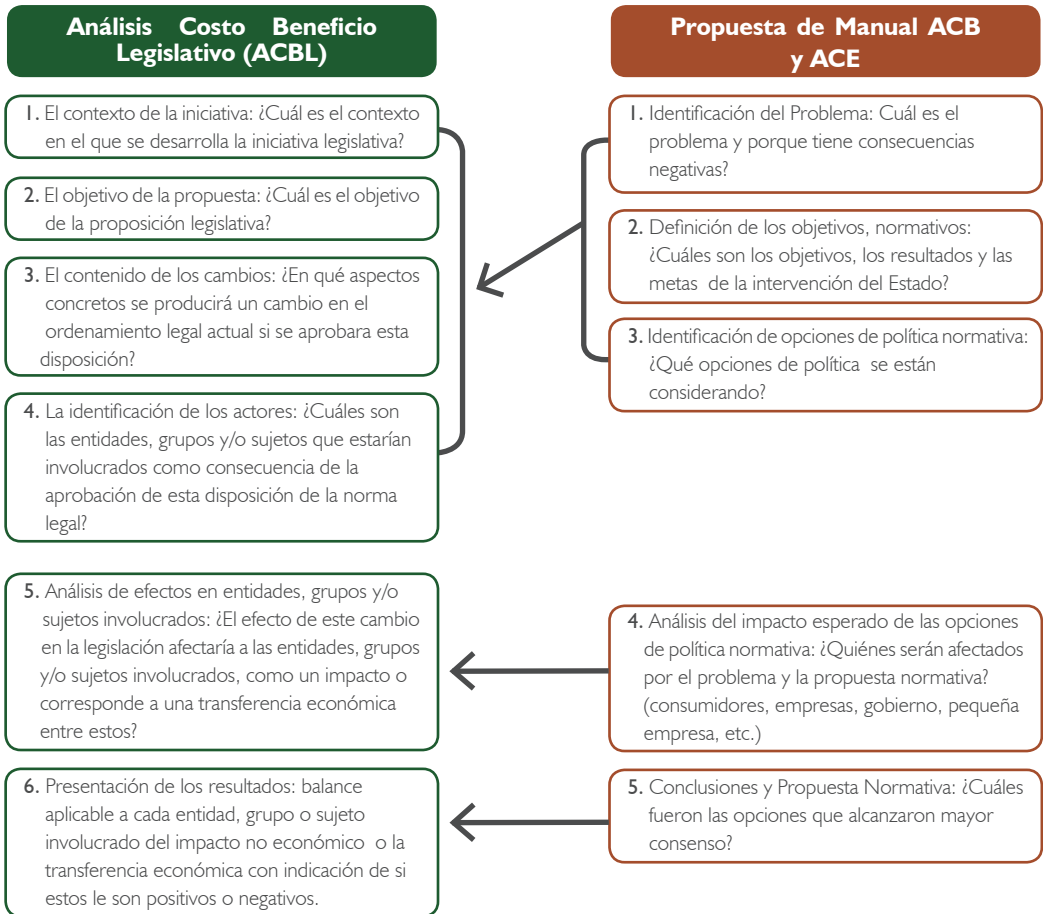 Análisis Costo Beneficio
Legislativo (ACBL)
1. El contexto de la iniciativa: ¿Cuál es el contexto
en el que se desarrolla la iniciativa legislativa?
2. El objetivo de la propuesta: ¿Cuál es el objetivo
de la proposición legislativa?
3. El contenido de los cambios: ¿En qué aspectos
concretos se producirá un cambio en el
ordenamiento legal actual si se aprobara esta
disposición?
4. La identificación de los actores: ¿Cuáles son
las entidades, grupos y/o sujetos que estarían
involucrados como consecuencia de la
aprobación de esta disposición de la norma
legal?
5. Análisis de efectos en entidades, grupos y/o
sujetos involucrados: ¿El efecto de este cambio
en la legislación afectaría a las entidades, grupos
y/o sujetos involucrados, como un impacto o
corresponde a una transferencia económica
entre estos?
6. Presentación de los resultados: balance
aplicable a cada entidad, grupo o sujeto
involucrado del impacto no económico o la
transferencia económica con indicación de si
estos le son positivos o negativos.
Propuesta de Manual ACB
y ACE
1. Identificación del Problema: Cuál es el
problema y porque tiene consecuencias
negativas?
2. Definición de los objetivos, normativos:
¿Cuáles son los objetivos, los resultados y las
metas de la intervención del Estado?
3. Identificación de opciones de política normativa:
¿Qué opciones de política se están
considerando?
4. Análisis del impacto esperado de las opciones
de política normativa: ¿Quiénes serán afectados
por el problema y la propuesta normativa?
(consumidores, empresas, gobierno, pequeña
empresa, etc.)
5. Conclusiones y Propuesta Normativa: ¿Cuáles
fueron las opciones que alcanzaron mayor
consenso?